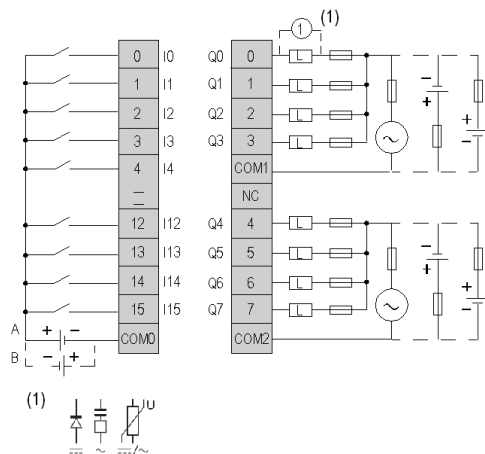 1 (1)
0 I0 Q0 0 L
1 I1 Q1 1 L
2 I2 Q2 2 L
3 I3 Q3 3 L
4 I4 COM1
NC
12 I12 Q4 4 L
13 I13 Q5 5 L
14 I14 Q6 6 L
15 I15 Q7 7 L
A + − COM0 COM2
B − +
− + + −
− + + −
(1) U